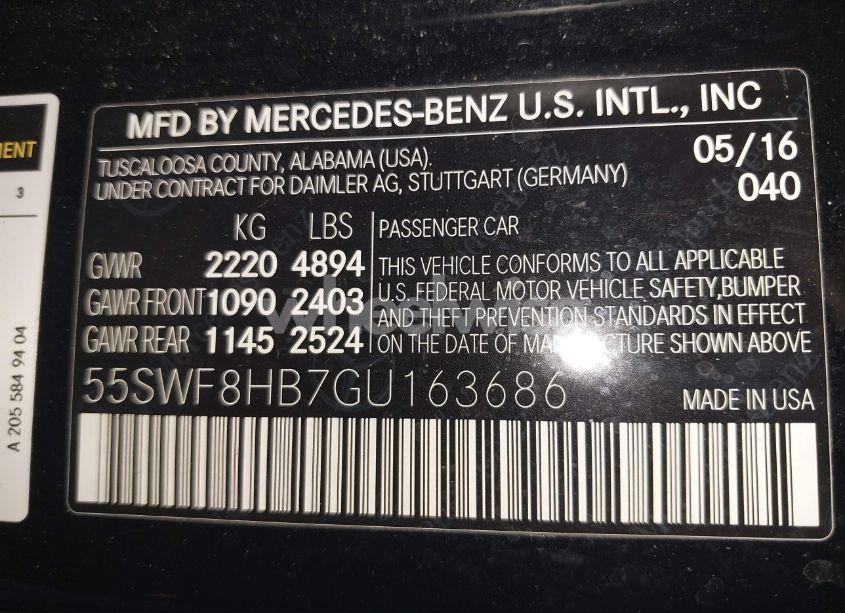 MENT
3
A 205 584 94 04
MFD BY MERCEDES-BENZ U.S. INTL., INC
TUSCALOOSA COUNTY, ALABAMA (USA).
UNDER CONTRACT FOR DAIMLER AG, STUTTGART (GERMANY)
05/16
040
KG LBS
GVWR 2220 4894
GAWR FRONT 1090 2403
GAWR REAR 1145 2524
PASSENGER CAR
THIS VEHICLE CONFORMS TO ALL APPLICABLE
U.S. FEDERAL MOTOR VEHICLE SAFETY, BUMPER
AND THEFT PREVENTION STANDARDS IN EFFECT
ON THE DATE OF SHOWN ABOVE
55SWF8HB7GU163686
MADE IN USA